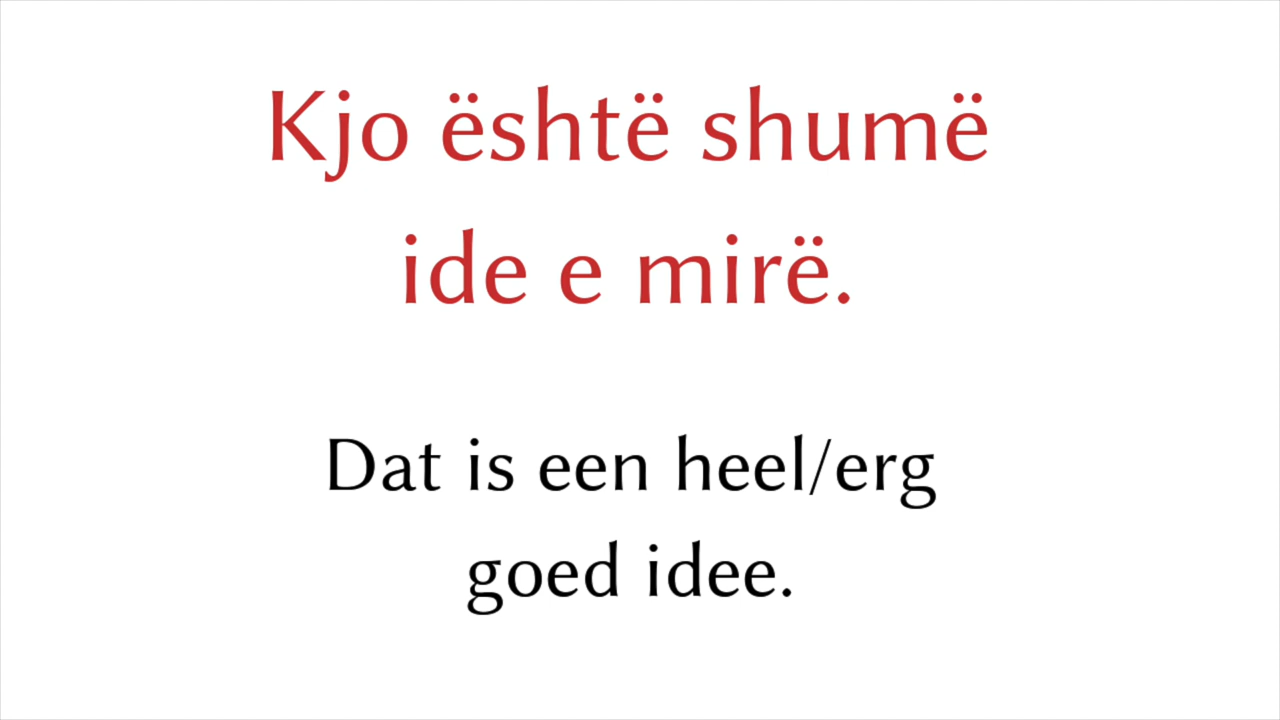 Kjo është shumë
ide e mirë.
Dat is een heel/erg
goed idee.